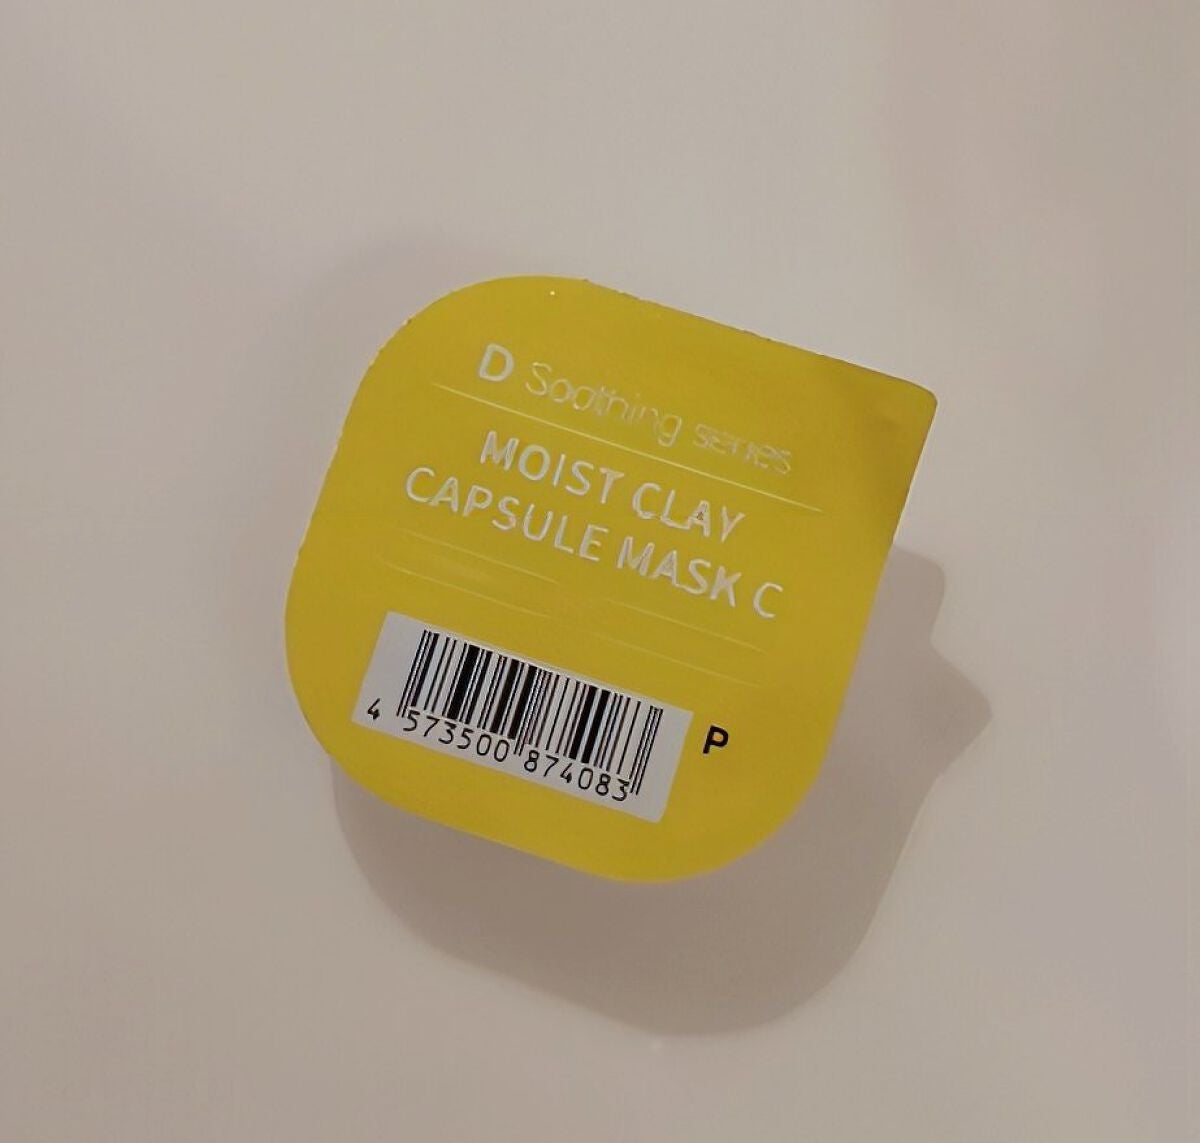 D Soothing series
MOIST CLAY
CAPSULE MASK C
4 573500 874083
P